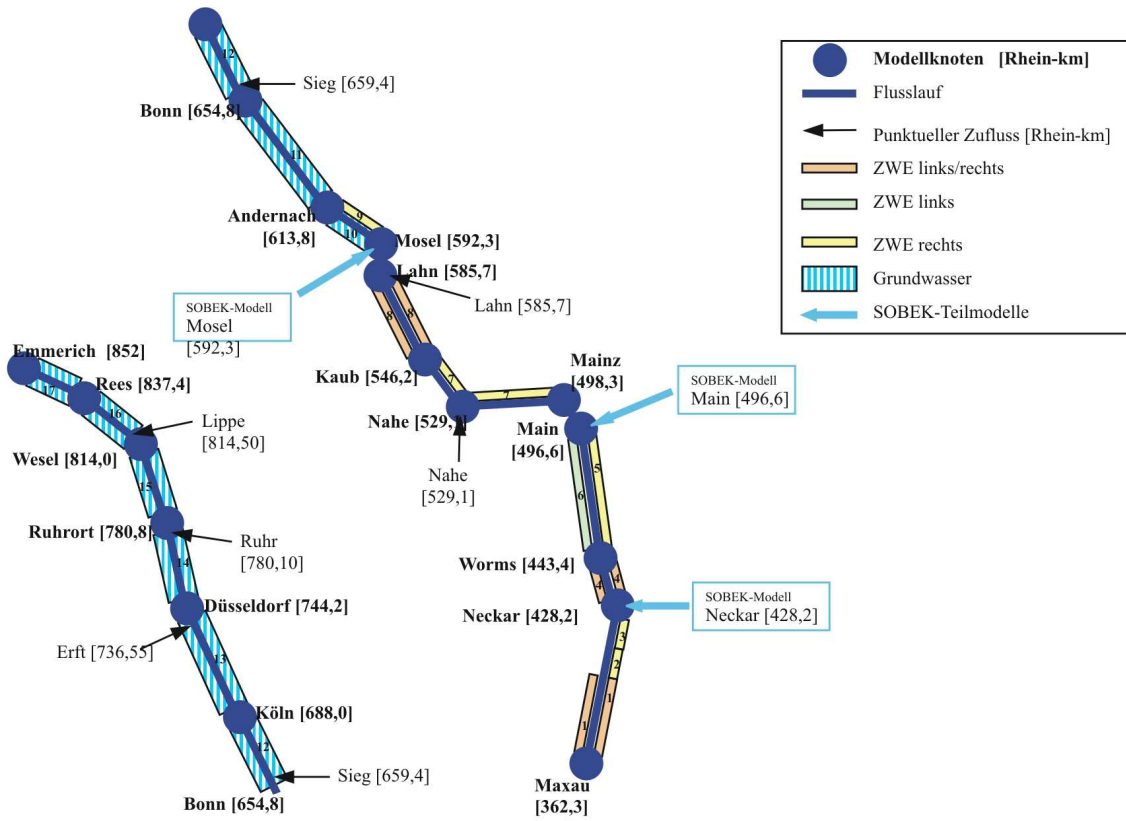 12
Sieg [659,4]
Bonn [654,8]
11
Andernach
[613,8]
9
10
Mosel [592,3]
Lahn [585,7]
Lahn [585,7]
SOBEK-Modell
Mosel
[592,3]
8
8
Kaub [546,2]
7
7
Nahe [529,1]
Nahe
[529,1]
Mainz
[498,3]
Main
[496,6]
SOBEK-Modell
Main [496,6]
5
6
Worms [443,4]
4
4
Neckar [428,2]
SOBEK-Modell
Neckar [428,2]
3
2
1
1
Maxau
[362,3]
Emmerich [852]
17
Rees [837,4]
16
Lippe
[814,50]
Wesel [814,0]
15
Ruhrort [780,8]
Ruhr
[780,10]
14
Düsseldorf [744,2]
Erft [736,55]
13
Köln [688,0]
12
Sieg [659,4]
Bonn [654,8]
Modellknoten [Rhein-km]
Flusslauf
Punktueller Zufluss [Rhein-km]
ZWE links/rechts
ZWE links
ZWE rechts
Grundwasser
SOBEK-Teilmodelle